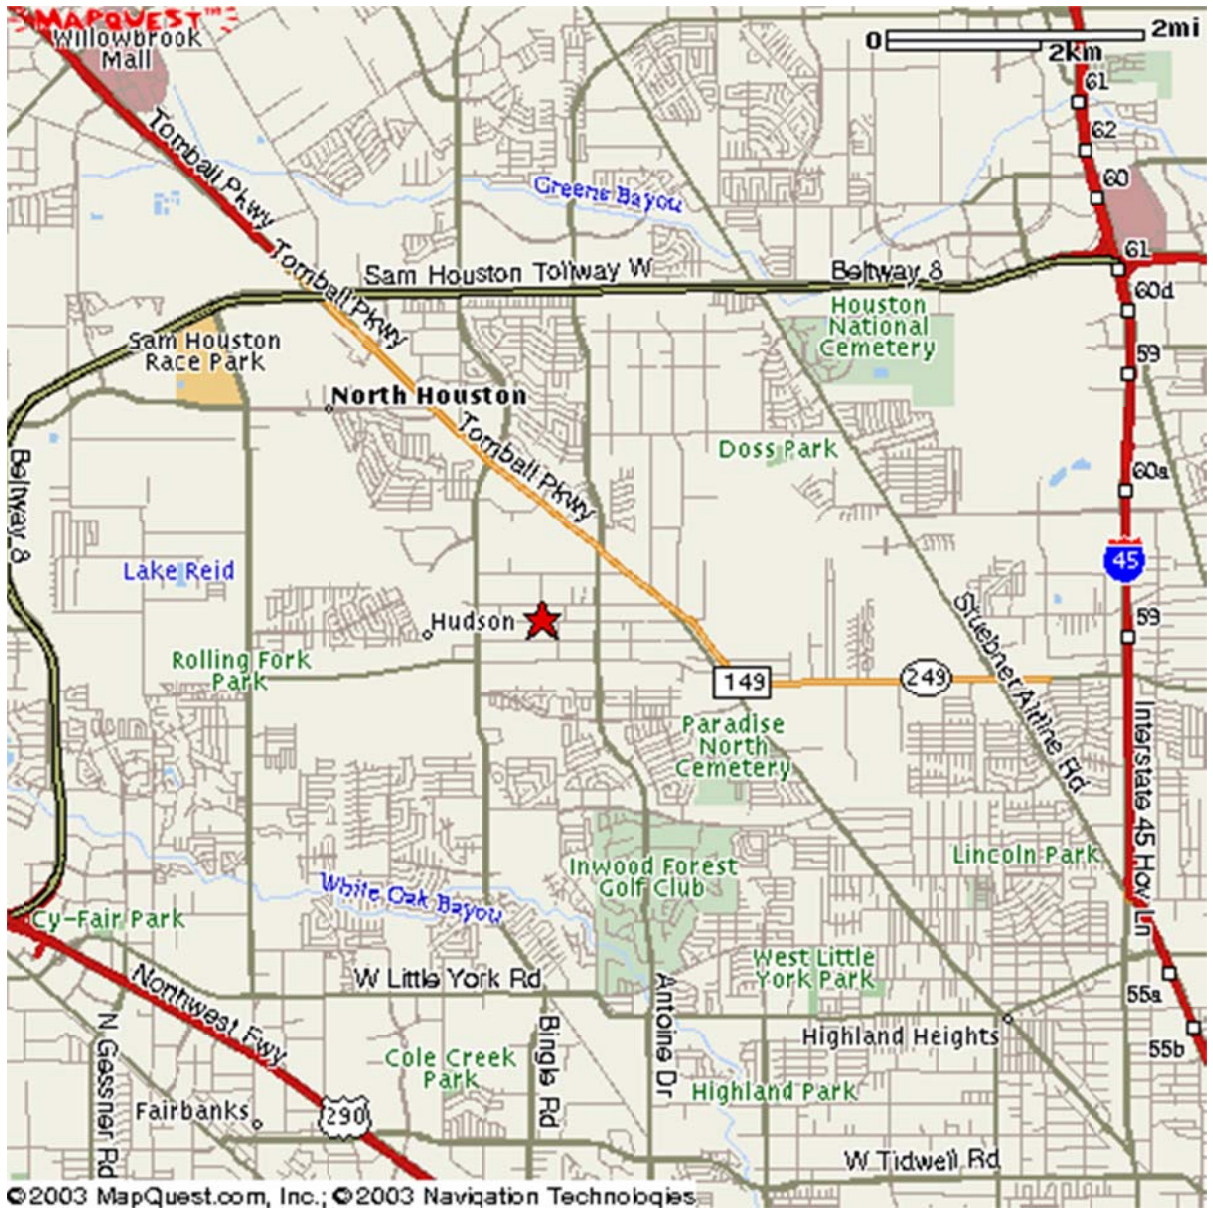 MAPQUEST™
Willowbrook
Mall
0
2mi
2km
61
62
60
Tomball Pkwy
Greens Bayou
61
Tomball Pkwy
Sam Houston Tollway W
Beltway 8
60d
Houston
National
Cemetery
Sam Houston
Race Park
59
North Houston
Tomball Pkwy
Doss Park
60a
Beltway 8
Lake Reid
45
Stuebner Airline Rd
Hudson
59
Rolling Fork
Park
149
249
Paradise
North
Cemetery
Interstate 45 Hov Ln
Inwood Forest
Golf Club
Lincoln Park
White Oak Bayou
Cy-Fair Park
West Little
York Park
W Little York Rd
Northwest Fwy
Antoine Dr
55a
N Gessner Rd
Bingle Rd
Highland Heights
55b
Cole Creek
Park
Highland Park
Fairbanks
290
W Tidwell Rd
©2003 MapQuest.com, Inc.; ©2003 Navigation Technologies